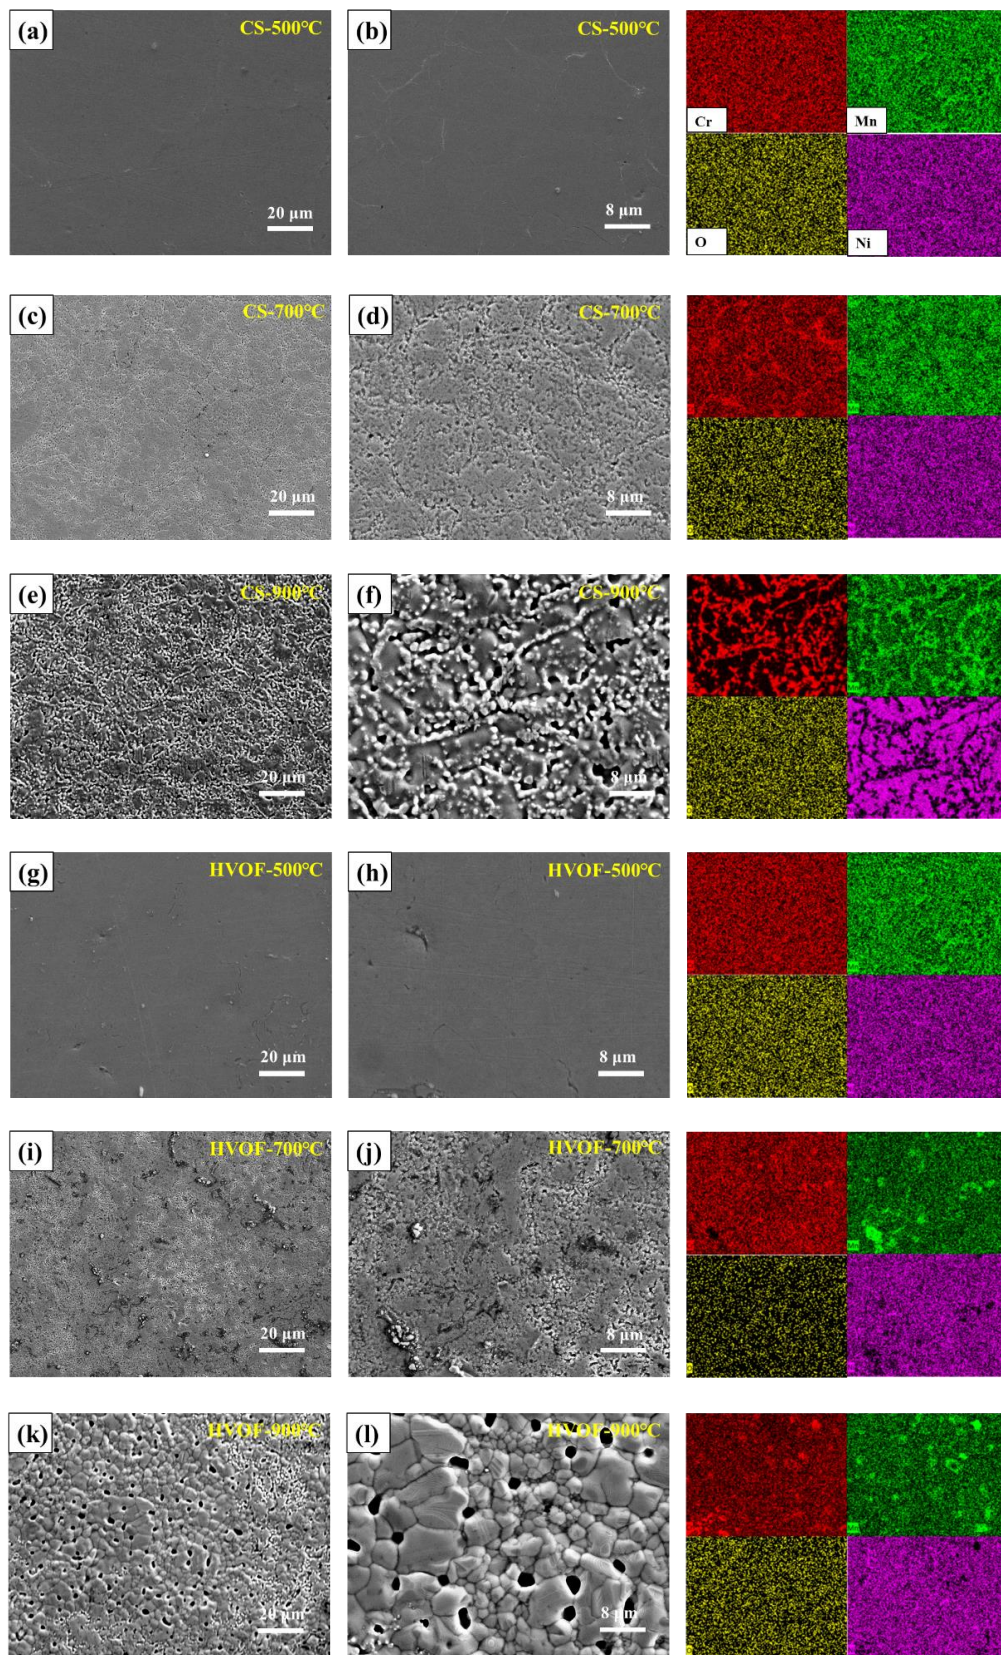 (a) CS-500°C
20 μm
(b) CS-500°C
8 μm
Cr
Mn
O
Ni
(c) CS-700°C
20 μm
(d) CS-700°C
8 μm
(e) CS-900°C
20 μm
(f) CS-900°C
8 μm
(g) HVOF-500°C
20 μm
(h) HVOF-500°C
8 μm
(i) HVOF-700°C
20 μm
(j) HVOF-700°C
8 μm
(k) HVOF-900°C
20 μm
(l) HVOF-900°C
8 μm